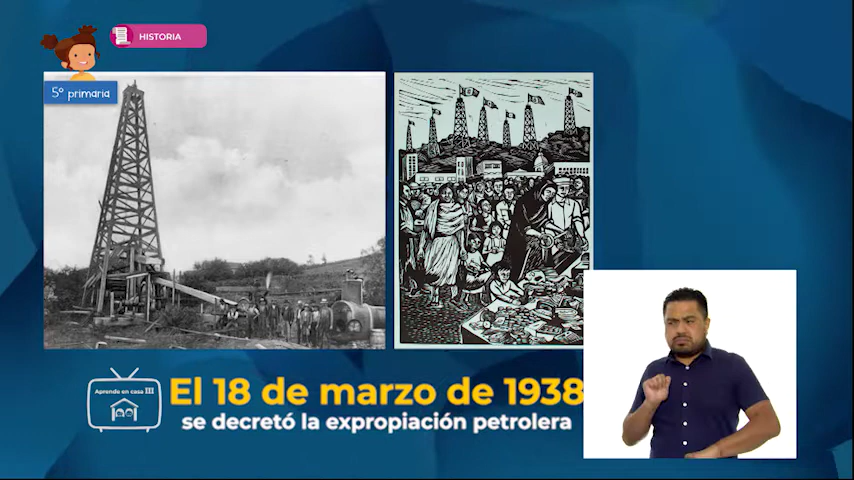 HISTORIA
5° primaria
Aprende en casa III
El 18 de marzo de 1938
se decretó la expropiación petrolera